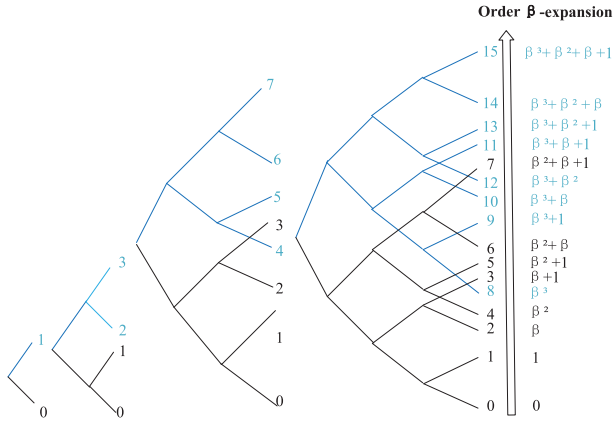 Order β-expansion
15 β³+β²+β+1
14 β³+β²+β
13 β³+β²+1
11 β³+β+1
7 β²+β+1
12 β³+β²
10 β³+β
9 β³+1
6 β²+β
5 β²+1
3 β+1
8 β³
4 β²
2 β
1 1
0 0
7
6
5
3
4
2
1
0
3
2
1
0
1
0